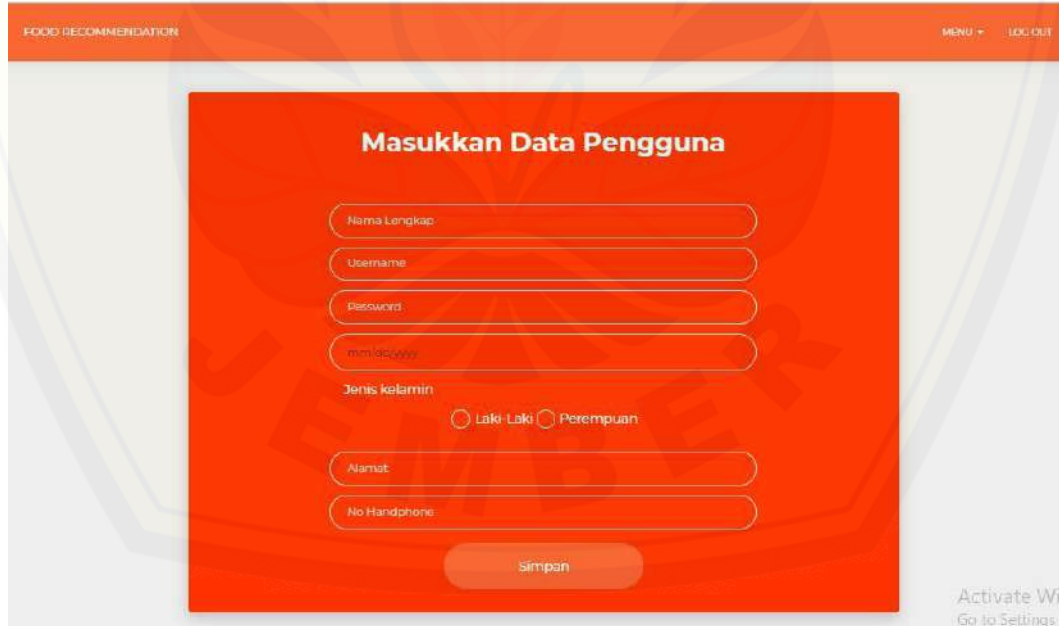 FOOD RECOMMENDATION MENU LOG OUT
Masukkan Data Pengguna
Nama Lengkap
Username
Password
mm/dd/yyyy
Jenis kelamin
Laki-Laki Perempuan
Alamat
No Handphone
Simpan
JEMBER
Activate Wi
Go to Settings